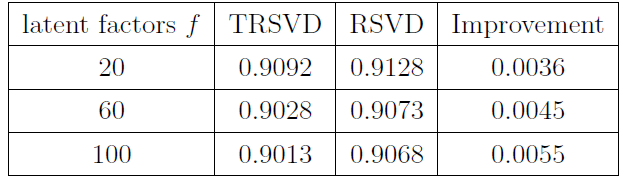 latent factors f TRSVD RSVD Improvement
20 0.9092 0.9128 0.0036
60 0.9028 0.9073 0.0045
100 0.9013 0.9068 0.0055